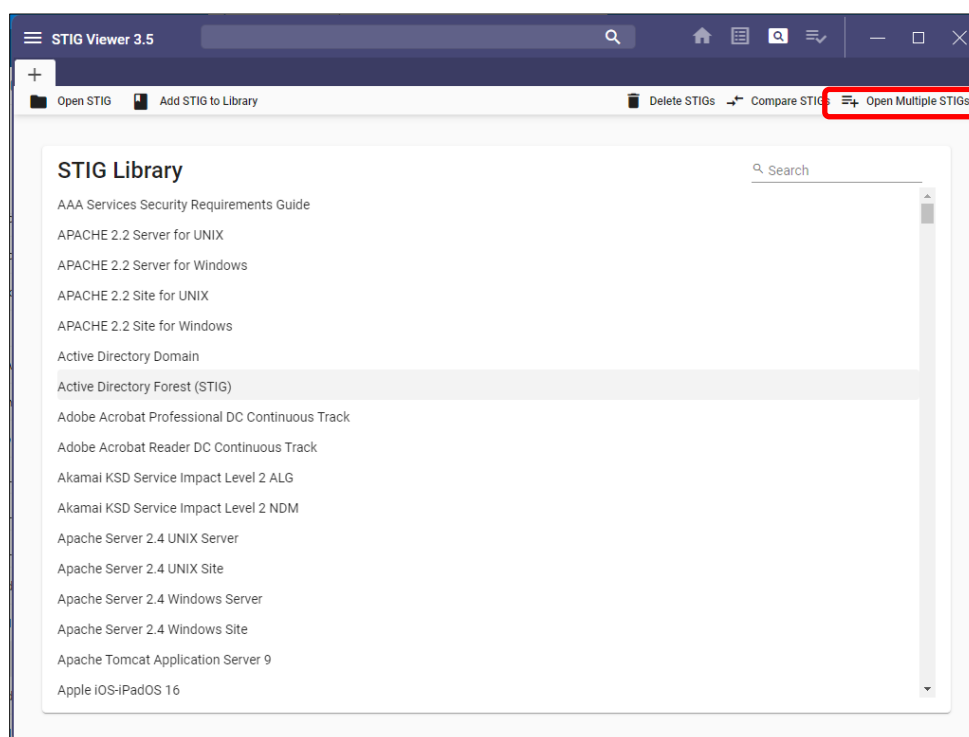 STIG Viewer 3.5
Open STIG Add STIG to Library Delete STIGs Compare STIGs Open Multiple STIGs
STIG Library Search
AAA Services Security Requirements Guide
APACHE 2.2 Server for UNIX
APACHE 2.2 Server for Windows
APACHE 2.2 Site for UNIX
APACHE 2.2 Site for Windows
Active Directory Domain
Active Directory Forest (STIG)
Adobe Acrobat Professional DC Continuous Track
Adobe Acrobat Reader DC Continuous Track
Akamai KSD Service Impact Level 2 ALG
Akamai KSD Service Impact Level 2 NDM
Apache Server 2.4 UNIX Server
Apache Server 2.4 UNIX Site
Apache Server 2.4 Windows Server
Apache Server 2.4 Windows Site
Apache Tomcat Application Server 9
Apple iOS-iPadOS 16